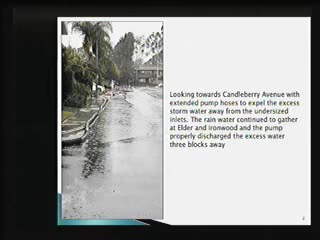 Looking towards Candleberry Avenue with
extended pump hoses to expel the excess
storm water away from the undersized
inlets. The rain water continued to gather
at Elder and Ironwood and the pump
properly discharged the excess water
three blocks away